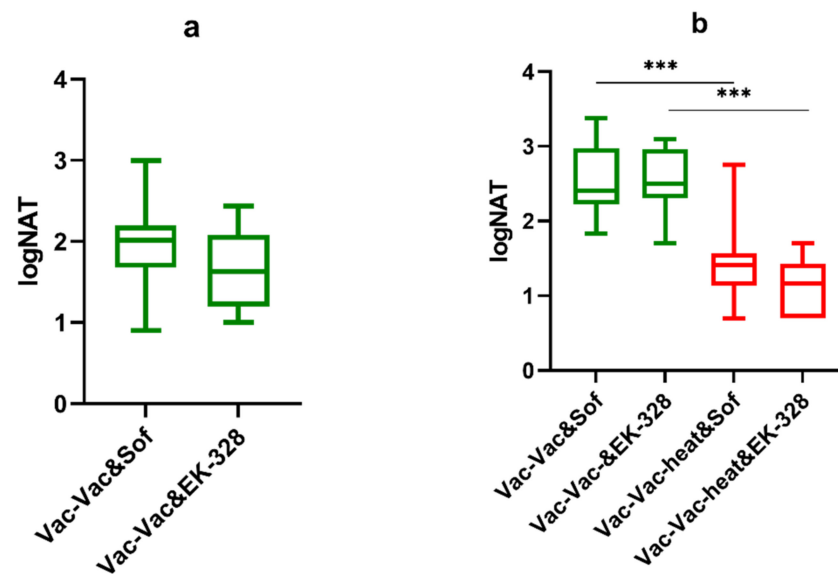 a
4
3
2
1
0
logNAT
Vac-Vac&Sof
Vac-Vac&EK-328
b
4
3
2
1
0
logNAT
***
***
Vac-Vac&Sof
Vac-Vac-&EK-328
Vac-Vac-heat&Sof
Vac-Vac-heat&EK-328